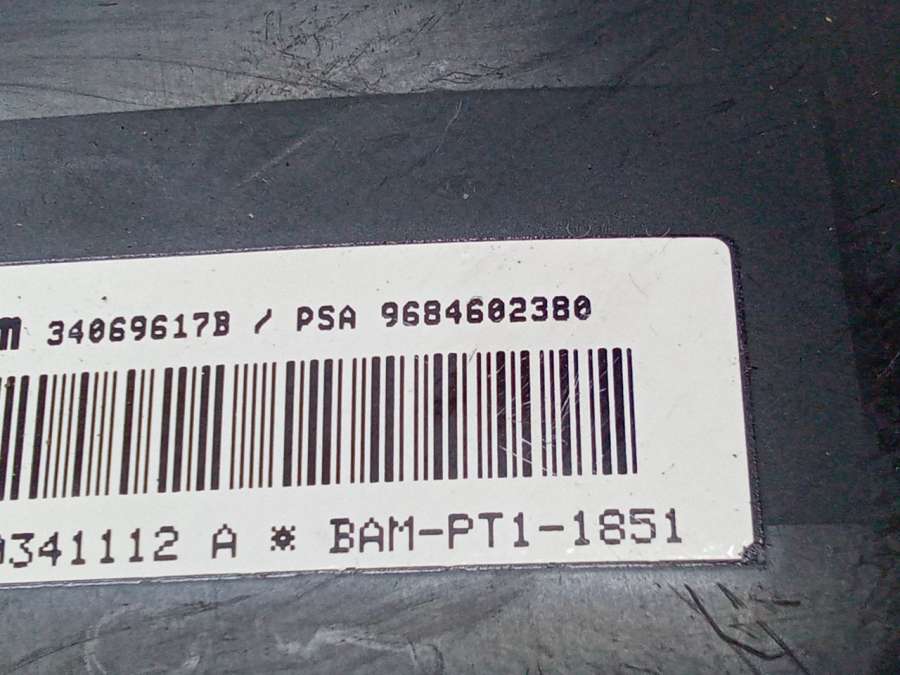 34069617B / PSA 9684602380
341112 A * BAM-PT1-1851